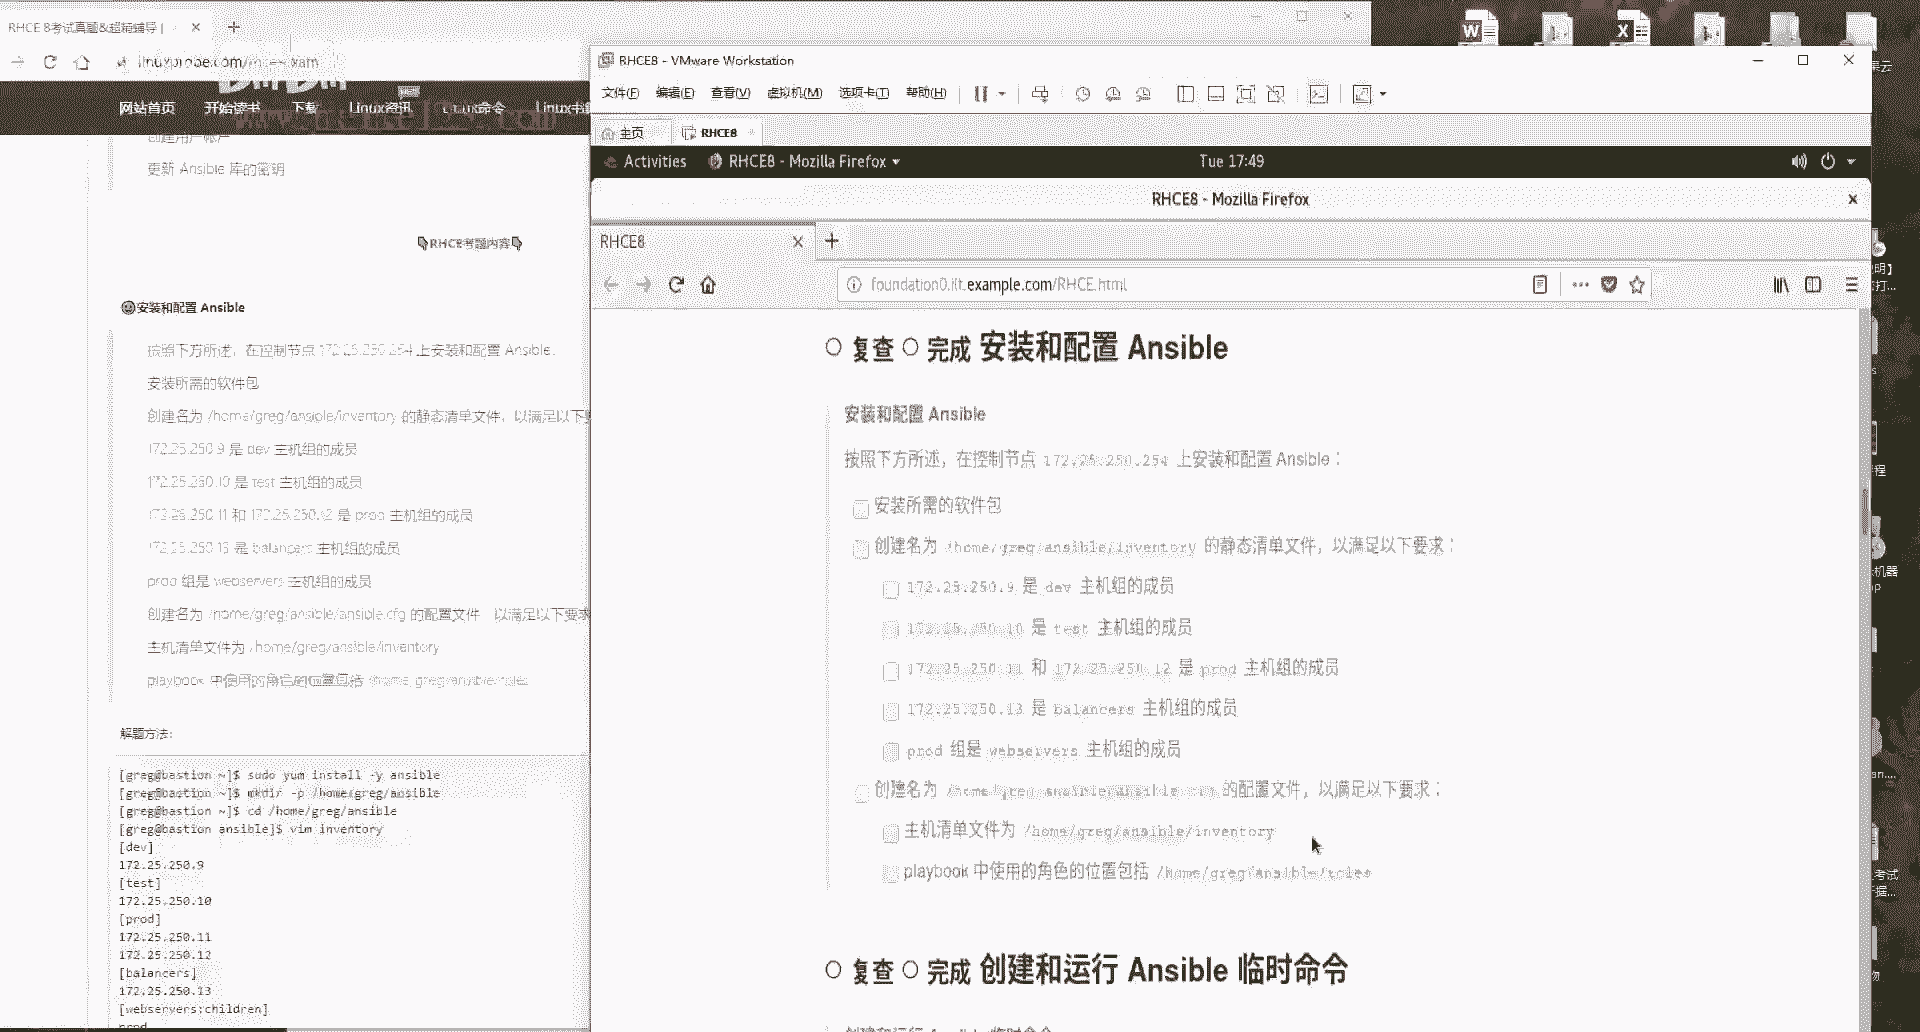 RHCE 8考试真题&超精辅导 |
网站首页 开始读书 下载 Linux资讯 Linux命令
创建用户帐户
更新 Ansible 库的密钥
RHCE考题内容
安装和配置 Ansible
按照下方所述，在控制节点 172.25.250.254 上安装和配置 Ansible:
安装所需的软件包
创建名为 /home/greg/ansible/inventory 的静态清单文件，以满足以下
172.25.250.9 是 dev 主机组的成员
172.25.250.10 是 test 主机组的成员
172.25.250.11 和 172.25.250.12 是 prod 主机组的成员
172.25.250.13 是 balancers 主机组的成员
prod 组是 webservers 主机组的成员
创建名为 /home/greg/ansible/ansible.cfg 的配置文件，以满足以下要求
主机清单文件为 /home/greg/ansible/inventory
playbook 中使用的角色的位置包括 /home/greg/ansible/roles
解题方法:
[greg@bastion ~]$ sudo yum install -y ansible
[greg@bastion ~]$ mkdir -p /home/greg/ansible
[greg@bastion ~]$ cd /home/greg/ansible
[greg@bastion ansible]$ vim inventory
[dev]
172.25.250.9
[test]
172.25.250.10
[prod]
172.25.250.11
172.25.250.12
[balancers]
172.25.250.13
[webservers:children]
prod
RHCE8 - VMware Workstation
文件(F) 编辑(E) 查看(V) 虚拟机(M) 选项卡(T) 帮助(H)
主页 RHCE8
Activities RHCE8 - Mozilla Firefox Tue 17:49
RHCE8 - Mozilla Firefox
RHCE8
foundation0.ilt.example.com/RHCE.html
复查 完成 安装和配置 Ansible
安装和配置 Ansible
按照下方所述，在控制节点 172.25.250.254 上安装和配置 Ansible：
安装所需的软件包
创建名为 /home/greg/ansible/inventory 的静态清单文件，以满足以下要求：
172.25.250.9 是 dev 主机组的成员
172.25.250.10 是 test 主机组的成员
172.25.250.11 和 172.25.250.12 是 prod 主机组的成员
172.25.250.13 是 balancers 主机组的成员
prod 组是 webservers 主机组的成员
创建名为 /home/greg/ansible/ansible.cfg 的配置文件，以满足以下要求：
主机清单文件为 /home/greg/ansible/inventory
playbook 中使用的角色的位置包括 /home/greg/ansible/roles
复查 完成 创建和运行 Ansible 临时命令
创建和运行 Ansible 临时命令